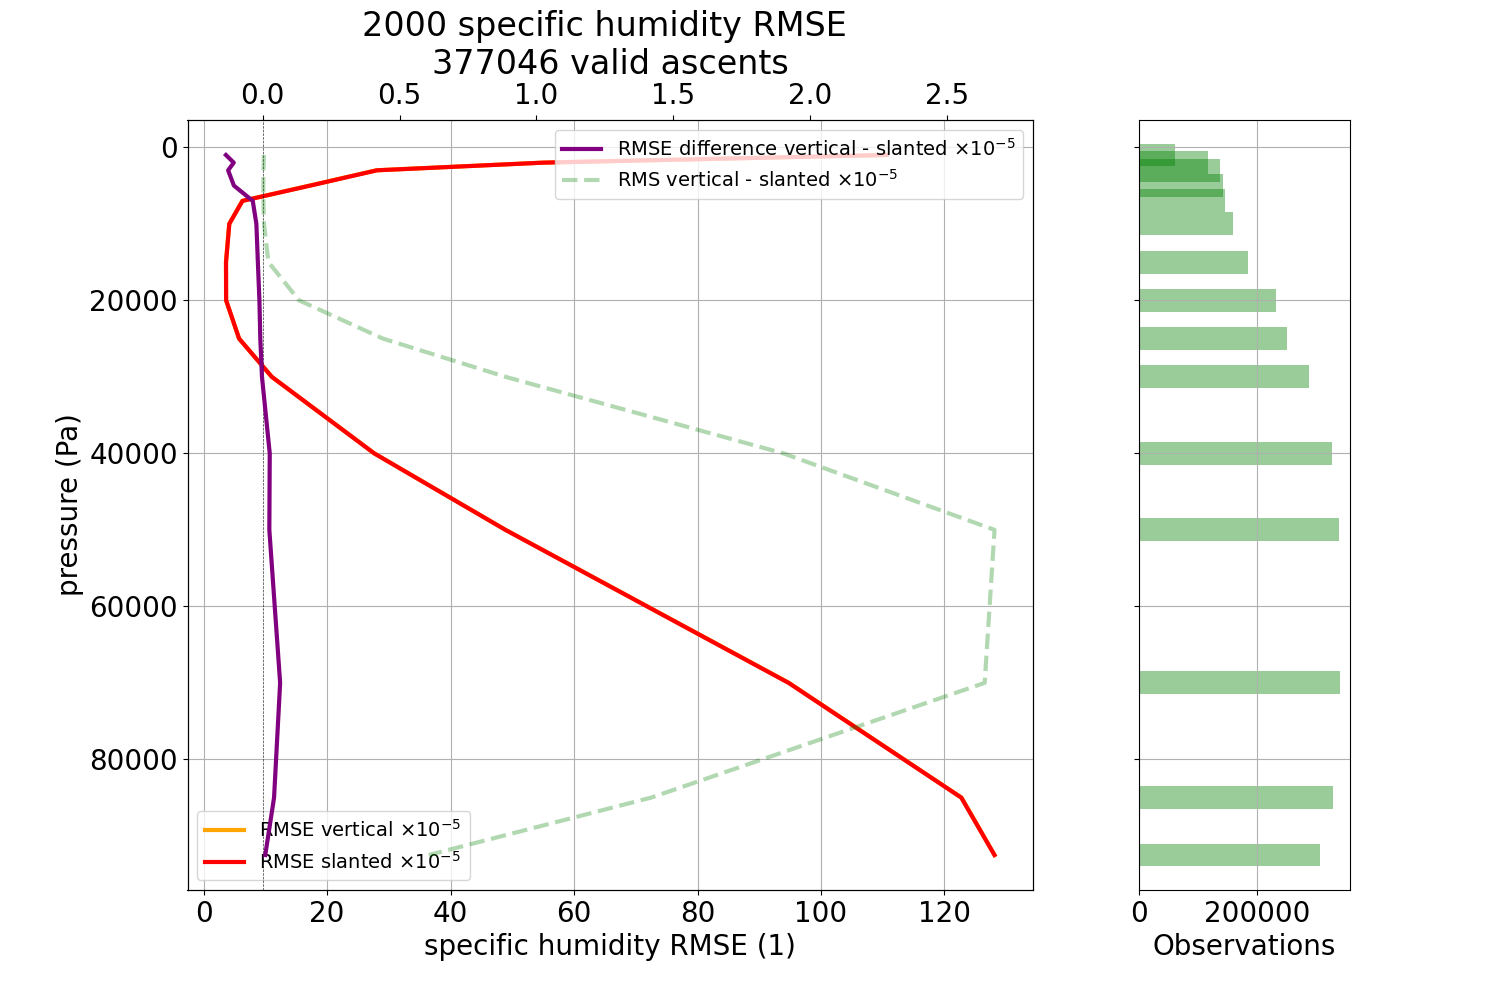 2000 specific humidity RMSE
377046 valid ascents
0.0 0.5 1.0 1.5 2.0 2.5
RMSE difference vertical - slanted ×10⁻⁵
RMS vertical - slanted ×10⁻⁵
0
20000
40000
60000
80000
pressure (Pa)
RMSE vertical ×10⁻⁵
RMSE slanted ×10⁻⁵
0 20 40 60 80 100 120
specific humidity RMSE (1)
0 200000
Observations